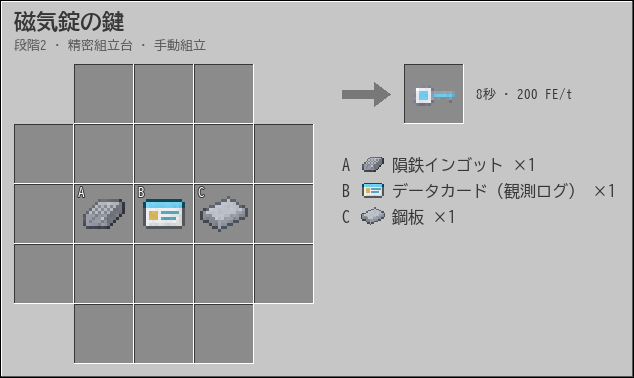 磁気錠の鍵
段階2 · 精密組立台 · 手動組立
8秒 · 200 FE/t
A 隕鉄インゴット ×1
B データカード（観測ログ） ×1
C 鋼板 ×1
A B C